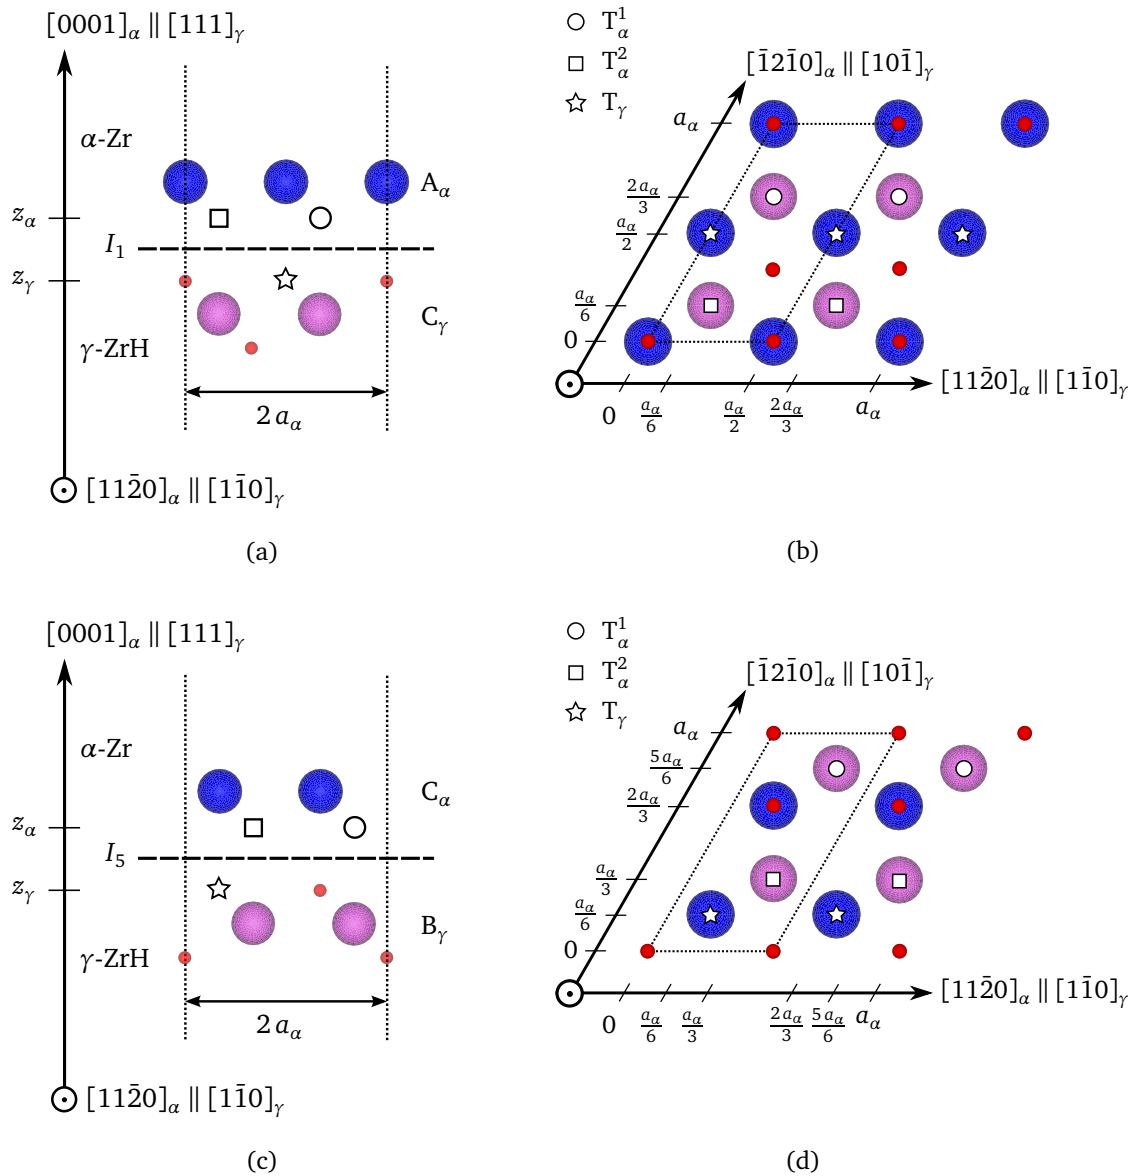 [0001]α ∥ [111]γ
α-Zr
Aα
zα
I1
zγ
Cγ
γ-ZrH
2 aα
[112̄0]α ∥ [11̄0]γ
(a)
T¹α
T²α
Tγ
[1̄21̄0]α ∥ [101̄]γ
aα
2aα/3
aα/2
aα/6
0
0 aα/6 aα/2 2aα/3 aα
[112̄0]α ∥ [11̄0]γ
(b)
[0001]α ∥ [111]γ
α-Zr
Cα
zα
I5
zγ
Bγ
γ-ZrH
2 aα
[112̄0]α ∥ [11̄0]γ
(c)
T¹α
T²α
Tγ
[1̄21̄0]α ∥ [101̄]γ
aα
5aα/6
2aα/3
aα/3
aα/6
0
0 aα/6 aα/3 2aα/3 5aα/6 aα
[112̄0]α ∥ [11̄0]γ
(d)